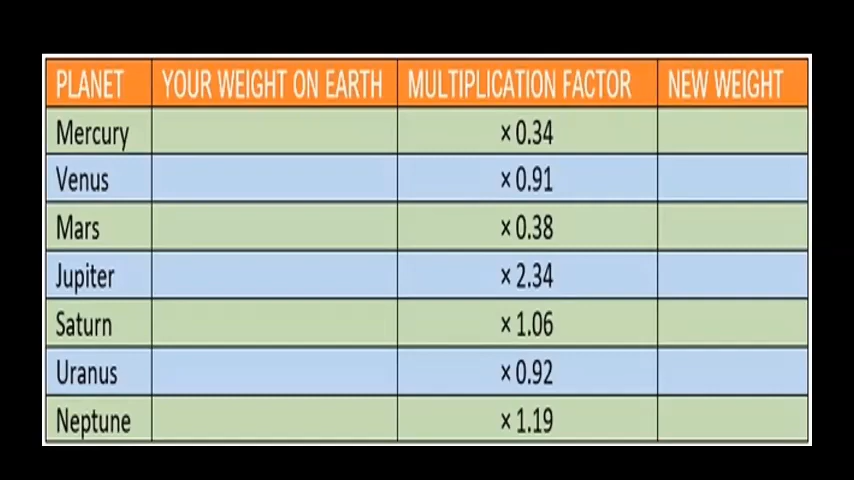 PLANET YOUR WEIGHT ON EARTH MULTIPLICATION FACTOR NEW WEIGHT
Mercury × 0.34
Venus × 0.91
Mars × 0.38
Jupiter × 2.34
Saturn × 1.06
Uranus × 0.92
Neptune × 1.19